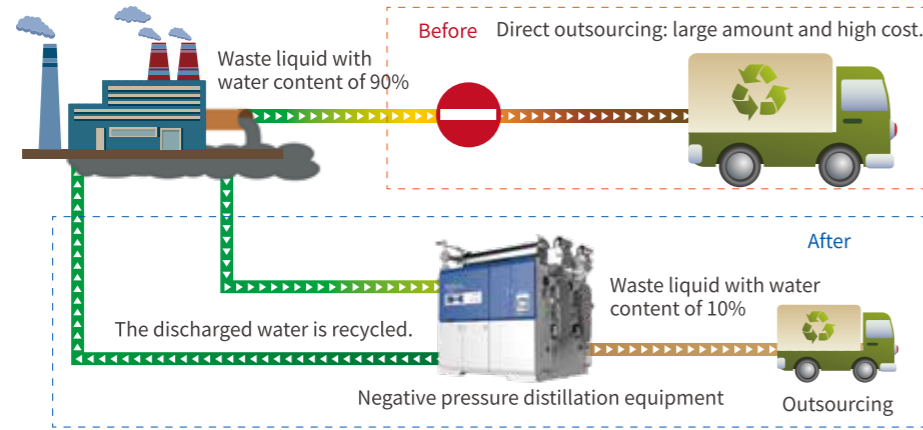 Before
Direct outsourcing: large amount and high cost.
Waste liquid with
water content of 90%
After
Waste liquid with water
content of 10%
The discharged water is recycled.
Negative pressure distillation equipment
Outsourcing